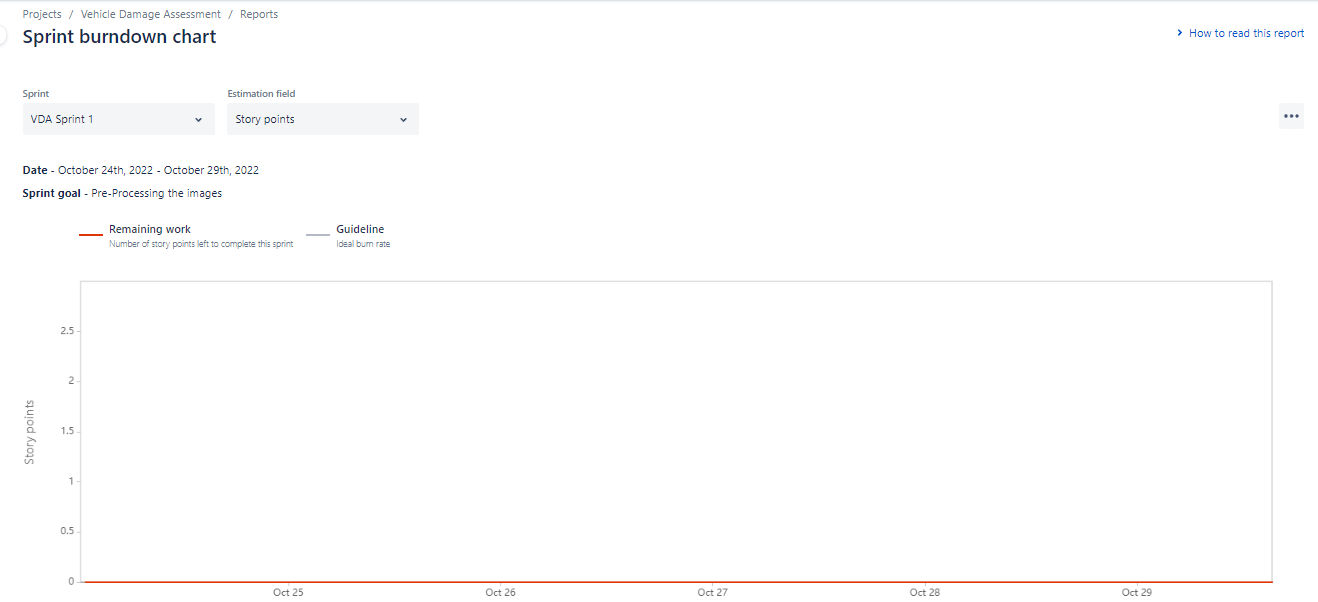 Projects / Vehicle Damage Assessment / Reports
Sprint burndown chart
How to read this report
Sprint
Estimation field
VDA Sprint 1
Story points
Date - October 24th, 2022 - October 29th, 2022
Sprint goal - Pre-Processing the images
Remaining work
Number of story points left to complete this sprint
Guideline
Ideal burn rate
Story points
2.5
2
1.5
1
0.5
0
Oct 25
Oct 26
Oct 27
Oct 28
Oct 29